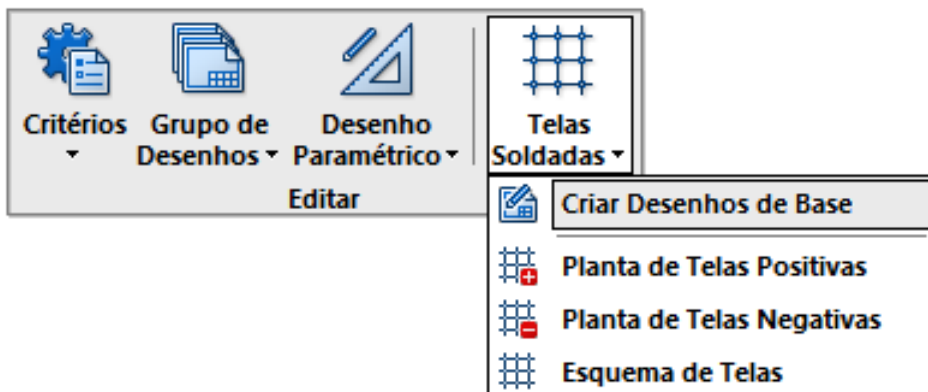 Critérios
Grupo de
Desenhos
Desenho
Paramétrico
Telas
Soldadas
Editar
Criar Desenhos de Base
Planta de Telas Positivas
Planta de Telas Negativas
Esquema de Telas